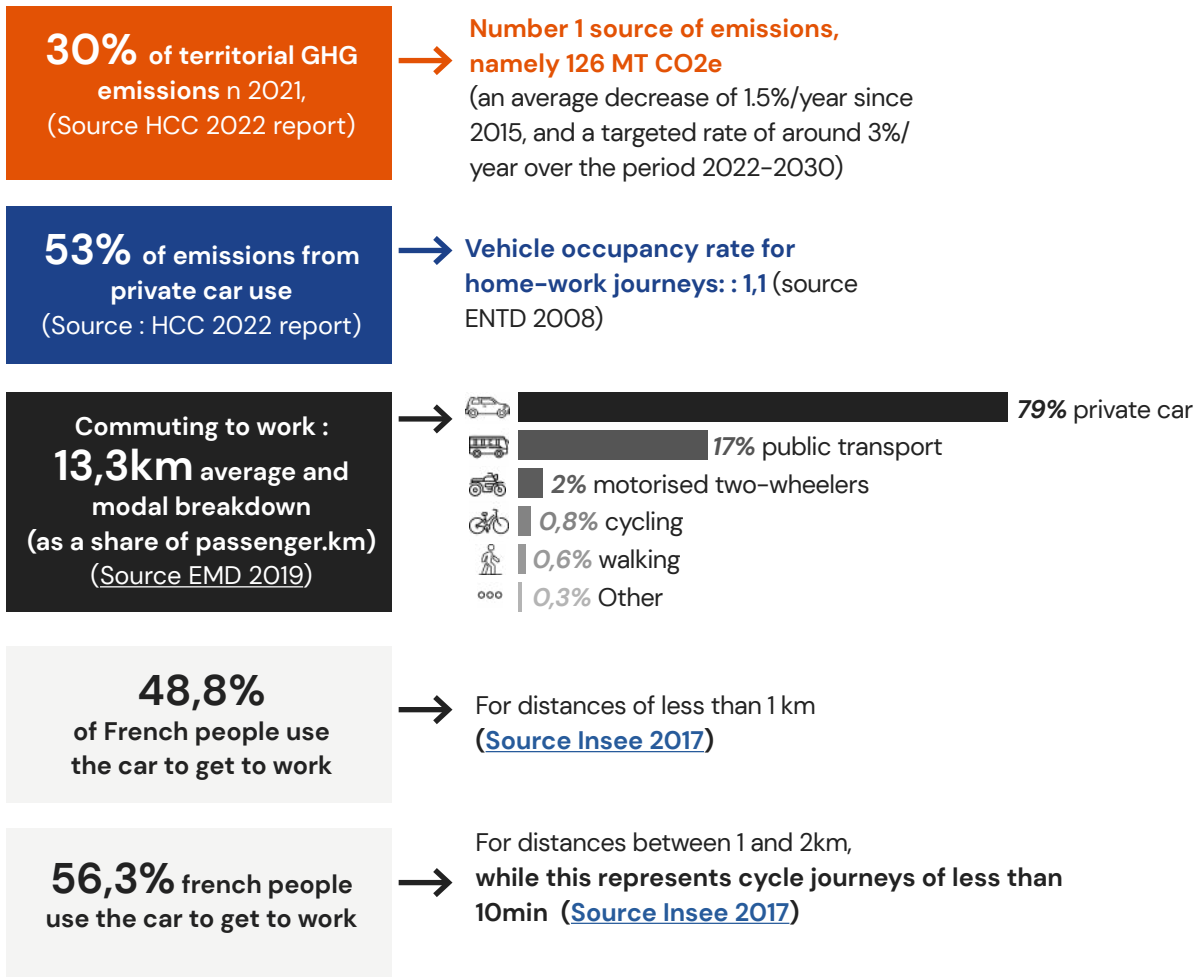 30% of territorial GHG
emissions n 2021,
(Source HCC 2022 report)
Number 1 source of emissions,
namely 126 MT CO2e
(an average decrease of 1.5%/year since
2015, and a targeted rate of around 3%/
year over the period 2022-2030)
53% of emissions from
private car use
(Source : HCC 2022 report)
Vehicle occupancy rate for
home-work journeys: : 1,1 (source
ENTD 2008)
Commuting to work :
13,3km average and
modal breakdown
(as a share of passenger.km)
(Source EMD 2019)
79% private car
17% public transport
2% motorised two-wheelers
0,8% cycling
0,6% walking
0,3% Other
48,8%
of French people use
the car to get to work
For distances of less than 1 km
(Source Insee 2017)
56,3% french people
use the car to get to work
For distances between 1 and 2km,
while this represents cycle journeys of less than
10min (Source Insee 2017)